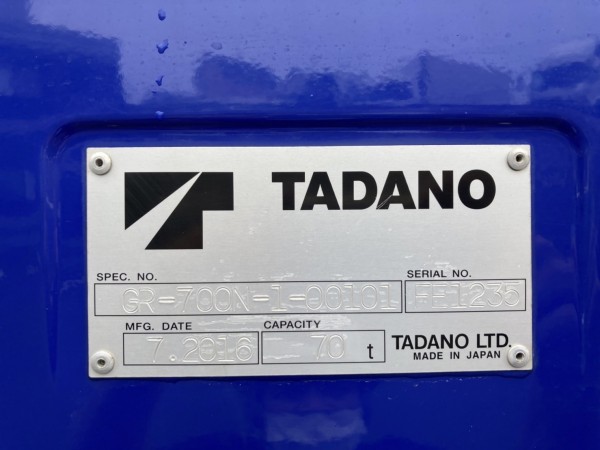 TADANO
SPEC. NO. SERIAL NO.
GR-700N-1-00101
MFG. DATE CAPACITY
7.2016 70 t TADANO LTD.
MADE IN JAPAN